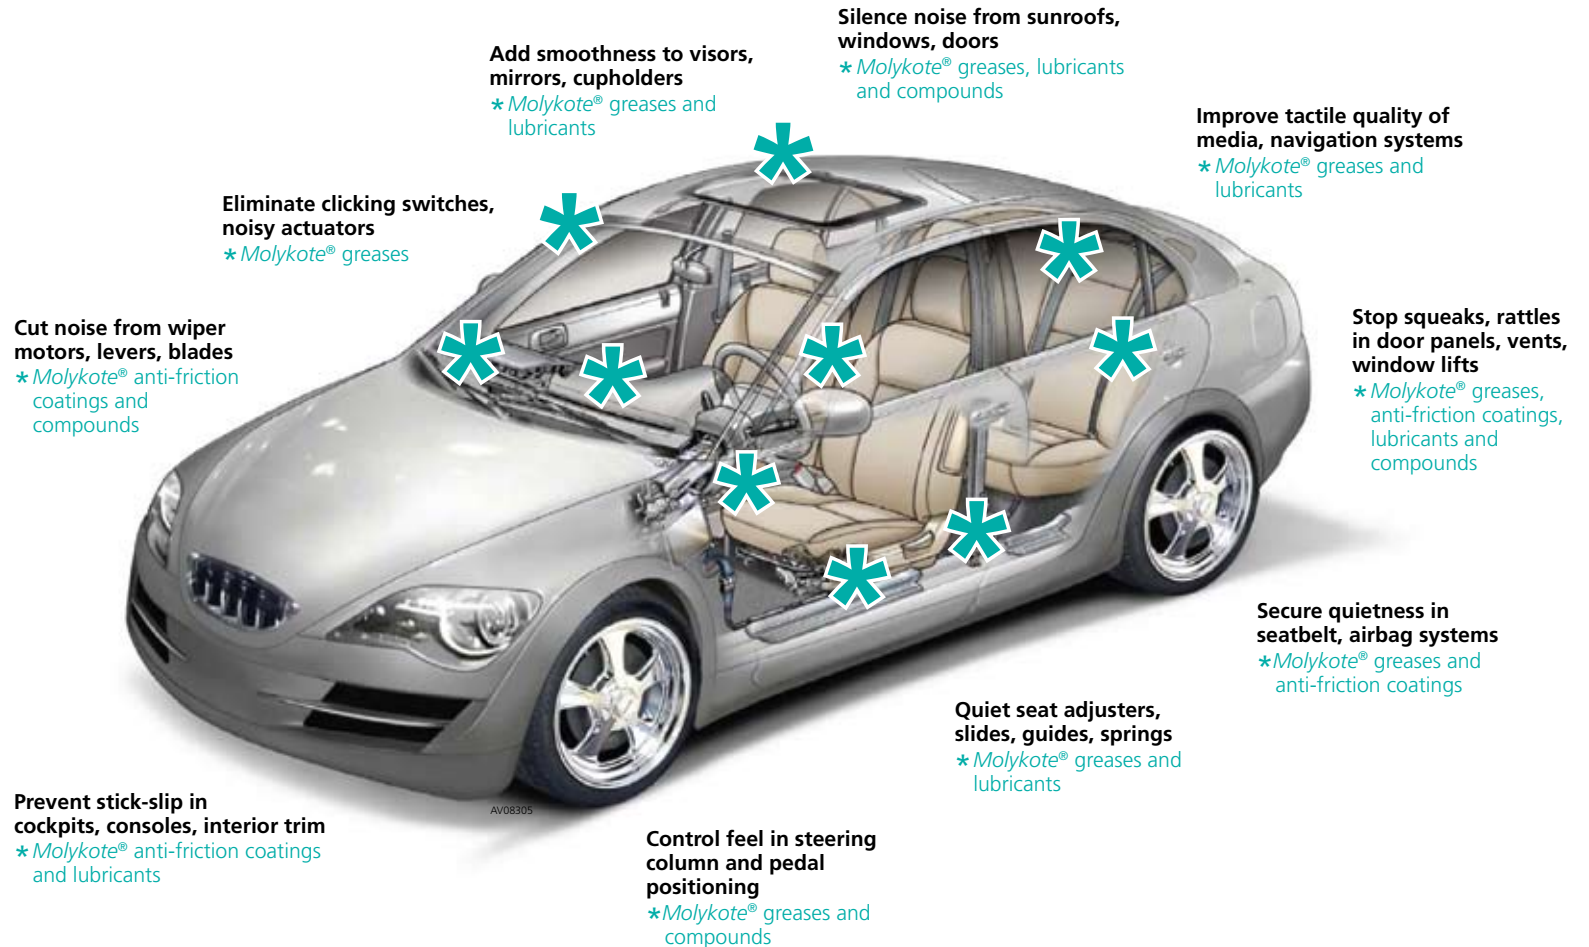 Silence noise from sunroofs,
windows, doors
* Molykote® greases, lubricants
and compounds
Add smoothness to visors,
mirrors, cupholders
* Molykote® greases and
lubricants
Improve tactile quality of
media, navigation systems
* Molykote® greases and
lubricants
Eliminate clicking switches,
noisy actuators
* Molykote® greases
Cut noise from wiper
motors, levers, blades
* Molykote® anti-friction
coatings and
compounds
Stop squeaks, rattles
in door panels, vents,
window lifts
* Molykote® greases,
anti-friction coatings,
lubricants and
compounds
Secure quietness in
seatbelt, airbag systems
* Molykote® greases and
anti-friction coatings
Quiet seat adjusters,
slides, guides, springs
* Molykote® greases and
lubricants
Prevent stick-slip in
cockpits, consoles, interior trim
* Molykote® anti-friction coatings
and lubricants
AV08305
Control feel in steering
column and pedal
positioning
* Molykote® greases and
compounds